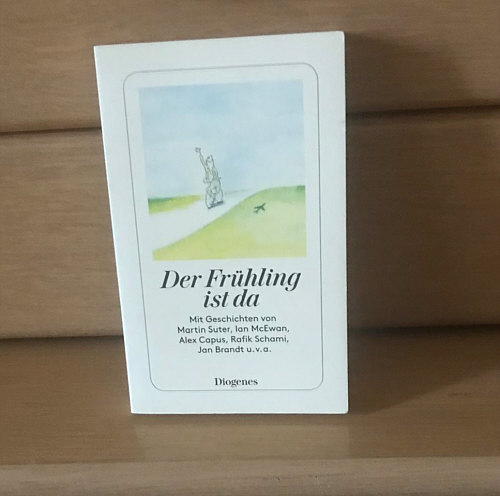 Der Frühling
ist da
Mit Geschichten von
Martin Suter, Ian McEwan,
Alex Capus, Rafik Schami,
Jan Brandt u.v.a.
Diogenes